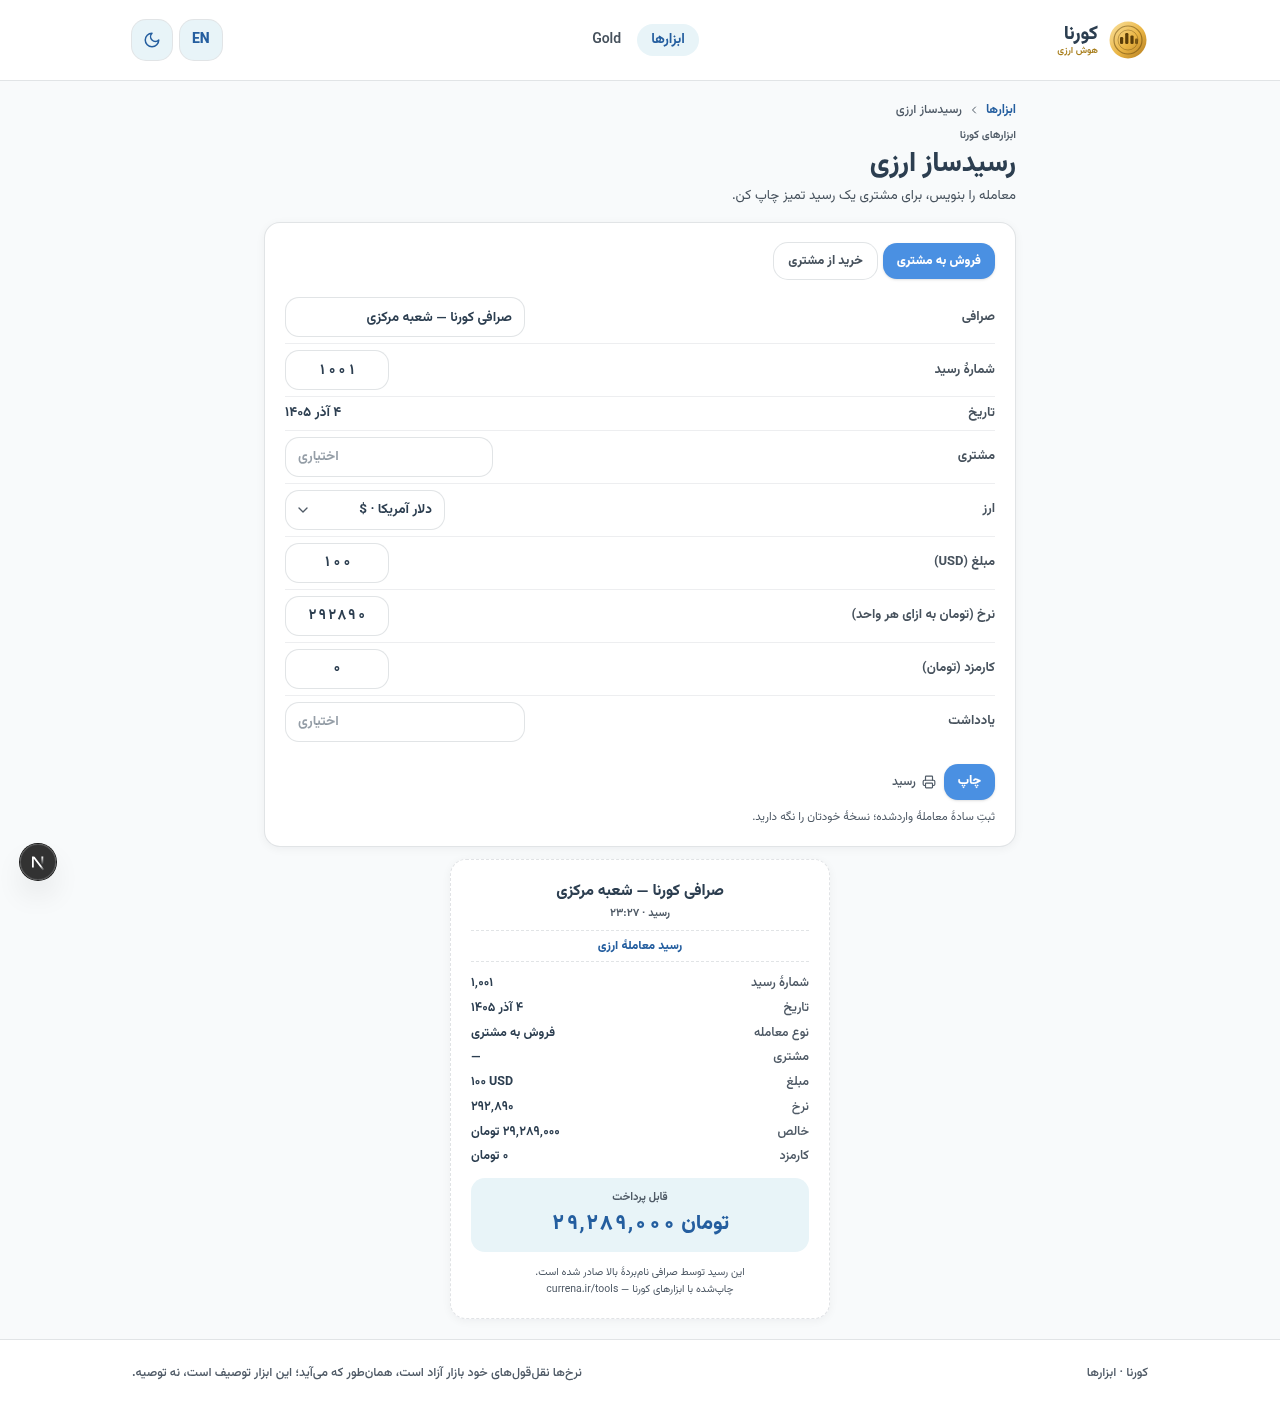 کورنا
هوش ارزی
ابزارها
Gold
EN
ابزارها › رسیدساز ارزی
ابزارهای کورنا
رسیدساز ارزی
معامله را بنویس، برای مشتری یک رسید تمیز چاپ کن.
فروش به مشتری
خرید از مشتری
صرافی
صرافی کورنا — شعبه مرکزی
شمارهٔ رسید
۱۰۰۱
تاریخ
۴ آذر ۱۴۰۵
مشتری
اختیاری
ارز
دلار آمریکا · $
مبلغ (USD)
۱۰۰
نرخ (تومان به ازای هر واحد)
۲۹۲۸۹۰
کارمزد (تومان)
۰
یادداشت
اختیاری
چاپ
رسید
ثبتِ سادهٔ معاملهٔ واردشده؛ نسخهٔ خودتان را نگه دارید.
صرافی کورنا — شعبه مرکزی
رسید · ۲۳:۲۷
رسید معاملهٔ ارزی
شمارهٔ رسید ۱,۰۰۱
تاریخ ۴ آذر ۱۴۰۵
نوع معامله فروش به مشتری
مشتری —
مبلغ ۱۰۰ USD
نرخ ۲۹۲,۸۹۰
خالص ۲۹,۲۸۹,۰۰۰ تومان
کارمزد ۰ تومان
قابل پرداخت
تومان ۲۹,۲۸۹,۰۰۰
این رسید توسط صرافی نام‌بردهٔ بالا صادر شده است.
چاپ‌شده با ابزارهای کورنا — currena.ir/tools
کورنا · ابزارها
نرخ‌ها نقل‌قول‌های خود بازار آزاد است، همان‌طور که می‌آید؛ این ابزار توصیف است، نه توصیه.